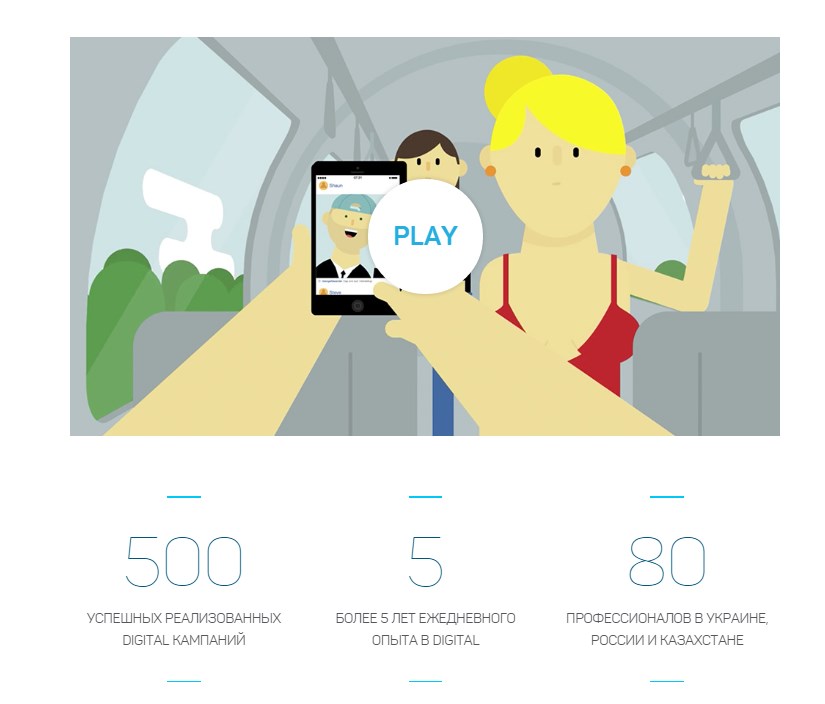 Shaun
PLAY
Steve
500
УСПЕШНЫХ РЕАЛИЗОВАННЫХ
DIGITAL КАМПАНИЙ
5
БОЛЕЕ 5 ЛЕТ ЕЖЕДНЕВНОГО
ОПЫТА В DIGITAL
80
ПРОФЕССИОНАЛОВ В УКРАИНЕ,
РОССИИ И КАЗАХСТАНЕ